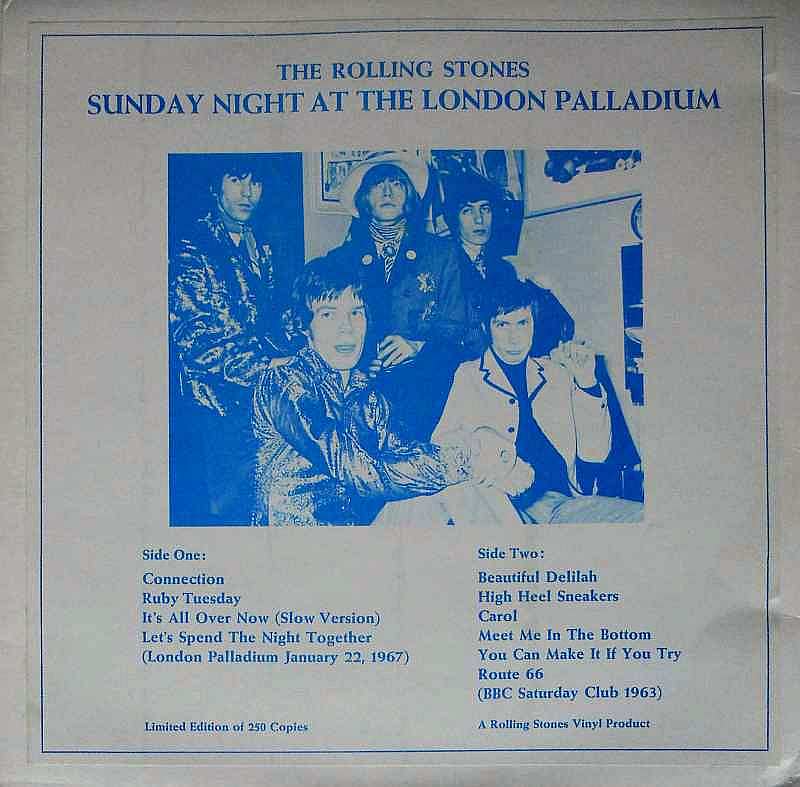 THE ROLLING STONES
SUNDAY NIGHT AT THE LONDON PALLADIUM
Side One:
Connection
Ruby Tuesday
It's All Over Now (Slow Version)
Let's Spend The Night Together
(London Palladium January 22, 1967)
Limited Edition of 250 Copies
Side Two:
Beautiful Delilah
High Heel Sneakers
Carol
Meet Me In The Bottom
You Can Make It If You Try
Route 66
(BBC Saturday Club 1963)
A Rolling Stones Vinyl Product